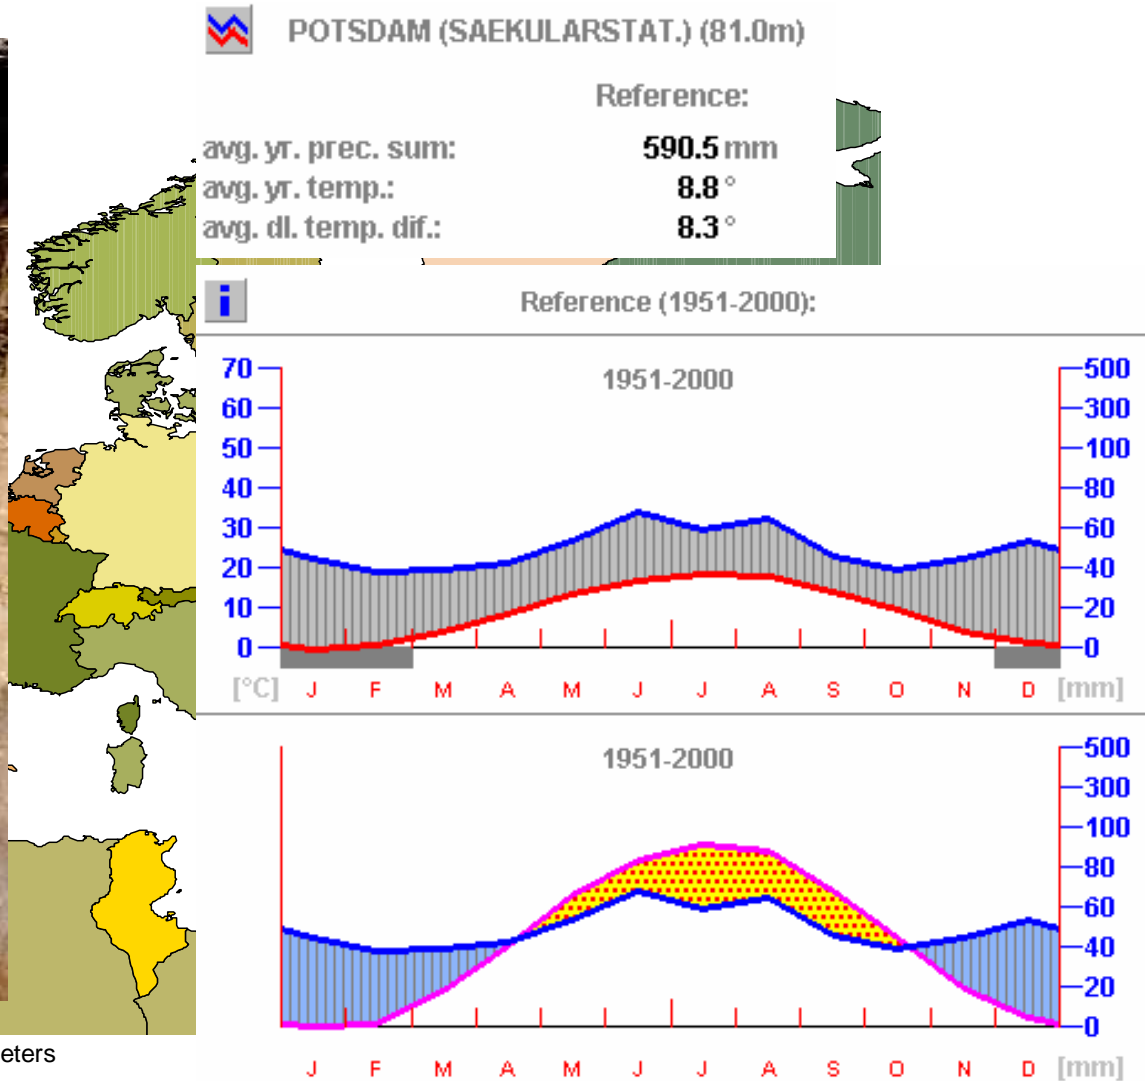 POTSDAM (SAEKULARSTAT.) (81.0m)
Reference:
avg. yr. prec. sum: 590.5 mm
avg. yr. temp.: 8.8 °
avg. dl. temp. dif.: 8.3 °
i Reference (1951-2000):
1951-2000
70 500
60 300
50 100
40 80
30 60
20 40
10 20
0 0
[°C] J F M A M J J A S O N D [mm]
1951-2000
500
300
100
80
60
40
20
0
J F M A M J J A S O N D [mm]
eters